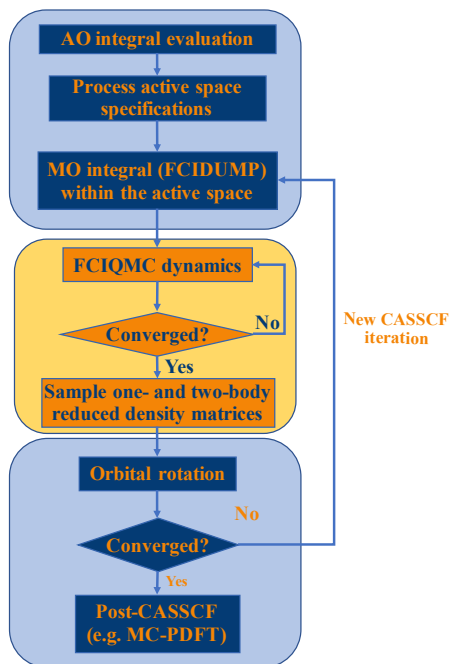 AO integral evaluation
Process active space
specifications
MO integral (FCIDUMP)
within the active space
FCIQMC dynamics
Converged?
No
Yes
Sample one- and two-body
reduced density matrices
New CASSCF
iteration
Orbital rotation
No
Converged?
Yes
Post-CASSCF
(e.g. MC-PDFT)